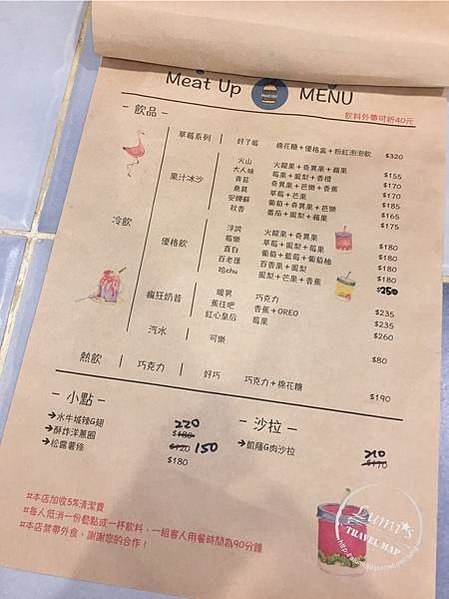 Meat Up MENU
飲料外帶可折40元
- 飲品 -
草莓系列 好了莓 棉花糖+優格盒+粉紅泡泡飲 $320
冷飲
果汁冰沙
火山 火龍果+奇異果+蘋果 $155
大人味 莓果+鳳梨+香橙 $170
青菈 奇異果+芭樂+香蕉 $170
桑莫 草莓+芒果 $185
安娜蘇 葡萄+奇異果+芭樂 $165
秋香 番茄+鳳梨+蘋果 $175
優格飲
浮誇 火龍果+奇異果 $180
莓樂 草莓+鳳梨+莓果 $180
直白 葡萄+藍莓+葡萄柚 $180
百老匯 百香果+鳳梨 $180
哈chu 鳳梨+芒果+香蕉 $250
瘋狂奶昔
暖男 巧克力 $235
蕉往吧 香蕉+OREO $235
紅心皇后 莓果 $260
汽水 可樂 $80
熱飲 巧克力 好巧 巧克力+棉花糖 $190
- 小點 -
→水牛城辣G翅 220 $180
→酥炸洋蔥圈 $120 150
→松露薯條 $180
- 沙拉 -
→凱薩G肉沙拉 210 $170
¤本店加收5%清潔費
¤每人低消一份餐點或一杯飲料，一組客人用餐時間為90分鐘
¤本店禁帶外食，謝謝您的合作！
Lumi's
TRAVEL MAP